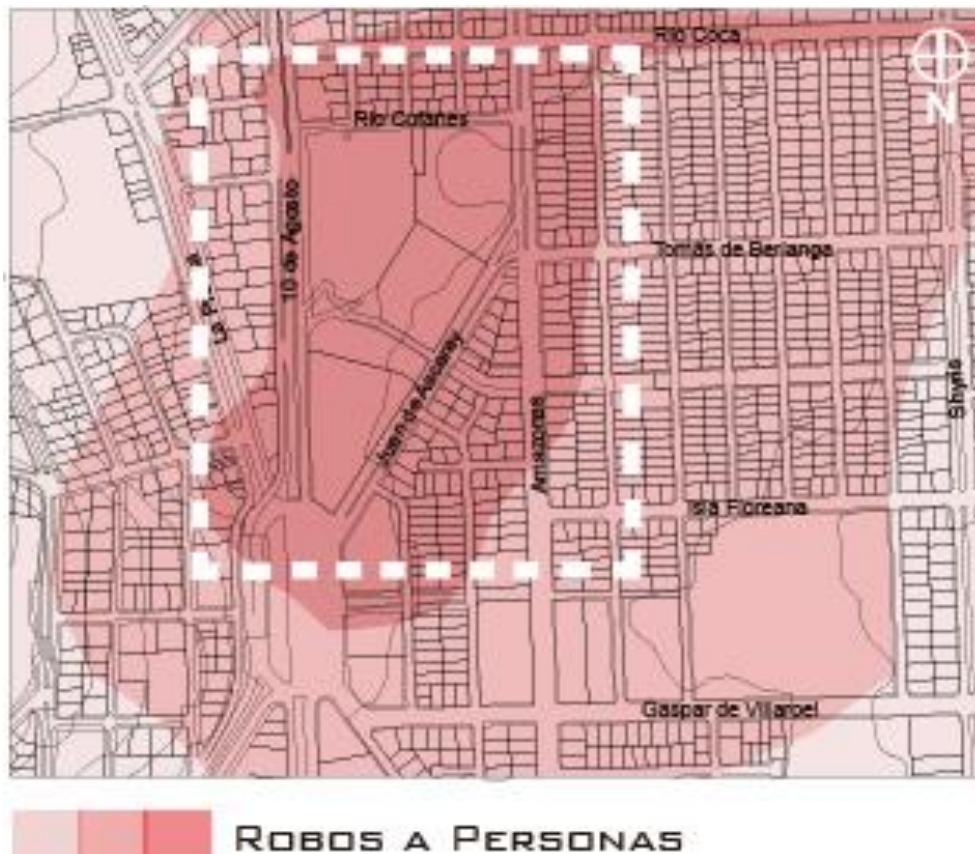 Río Coca
N
Río Cofanes
10 de Agosto
Tomás de Berlanga
Juan de Ascaray
Amazonas
Shyris
Isla Floreana
Gaspar de Villaroel
ROBOS A PERSONAS